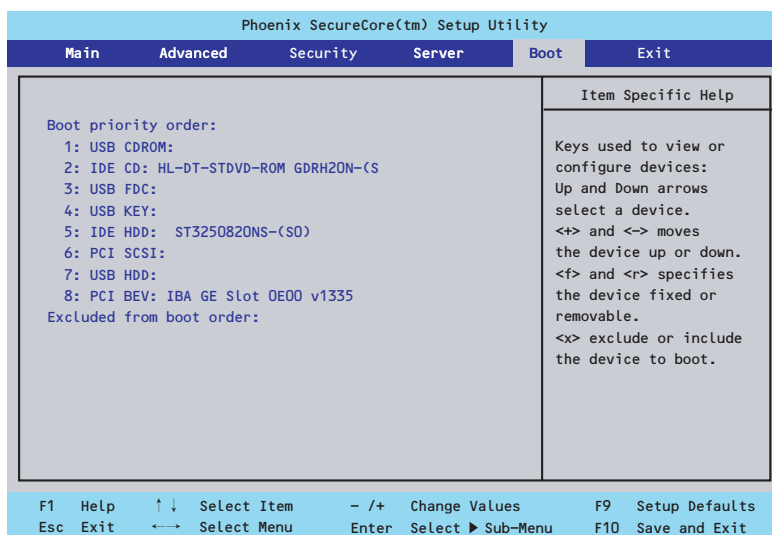 Phoenix SecureCore(tm) Setup Utility
Main Advanced Security Server Boot Exit
Boot priority order:
1: USB CDROM:
2: IDE CD: HL-DT-STDVD-ROM GDRH20N-(S
3: USB FDC:
4: USB KEY:
5: IDE HDD: ST3250820NS-(S0)
6: PCI SCSI:
7: USB HDD:
8: PCI BEV: IBA GE Slot 0E00 v1335
Excluded from boot order:
Item Specific Help
Keys used to view or
configure devices:
Up and Down arrows
select a device.
<+> and <-> moves
the device up or down.
<f> and <r> specifies
the device fixed or
removable.
<x> exclude or include
the device to boot.
F1 Help ↑↓ Select Item - /+ Change Values F9 Setup Defaults
Esc Exit ←→ Select Menu Enter Select ▶ Sub-Menu F10 Save and Exit